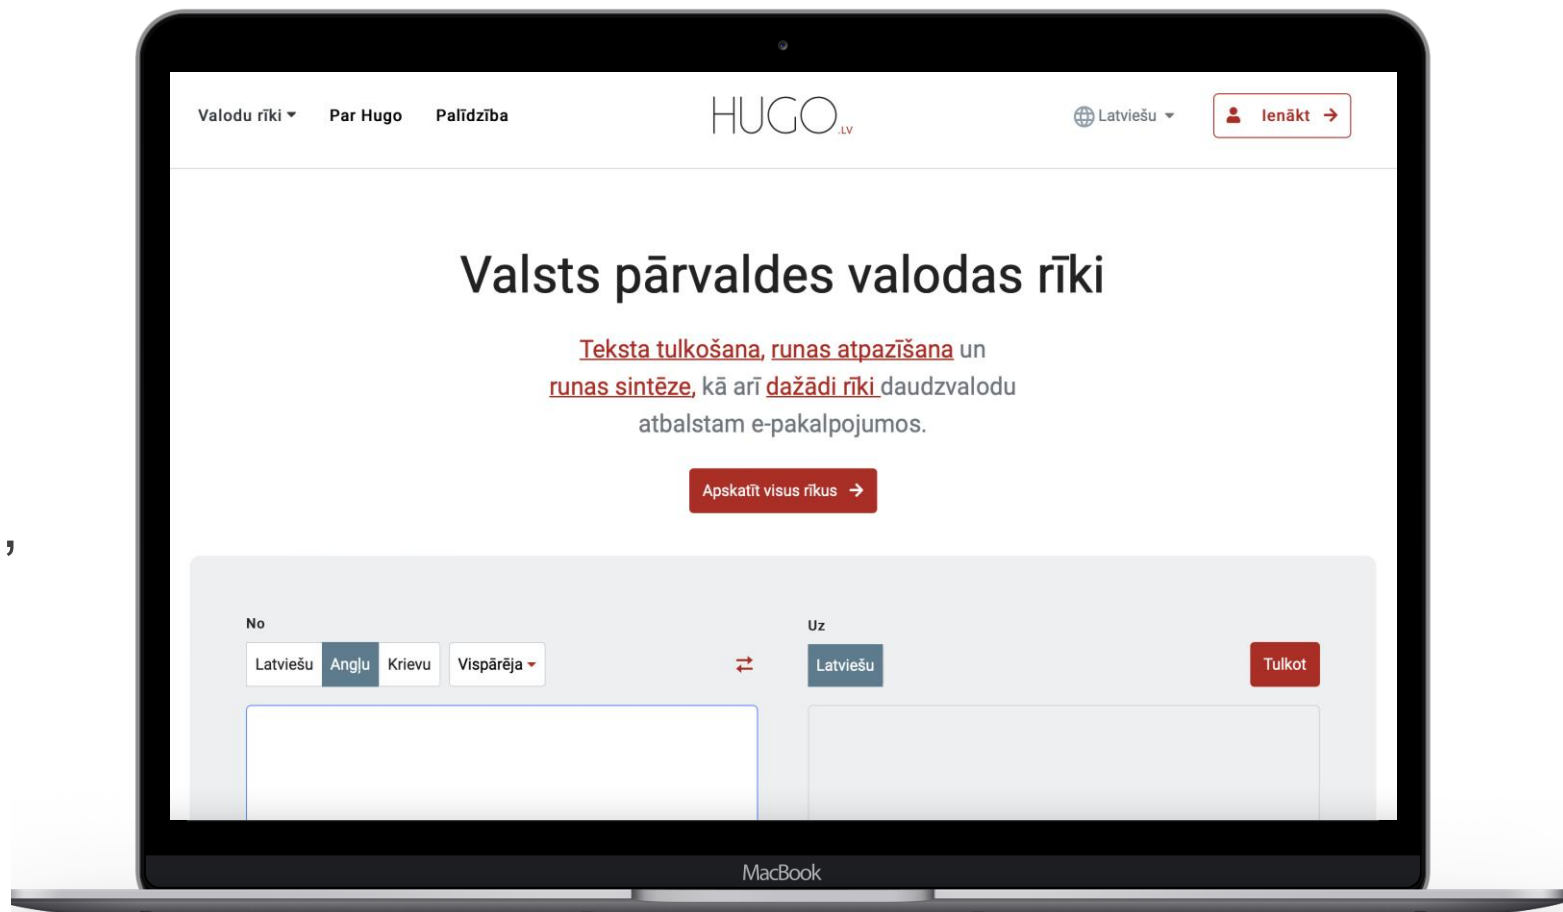 Valodu rīki
Par Hugo
Palīdzība
HUGO.LV
Latviešu
Ienākt
Valsts pārvaldes valodas rīki
Teksta tulkošana, runas atpazīšana un
runas sintēze, kā arī dažādi rīki daudzvalodu
atbalstam e-pakalpojumos.
Apskatīt visus rīkus
,
No
Latviešu Angļu Krievu Vispārēja
Uz
Latviešu
Tulkot
MacBook